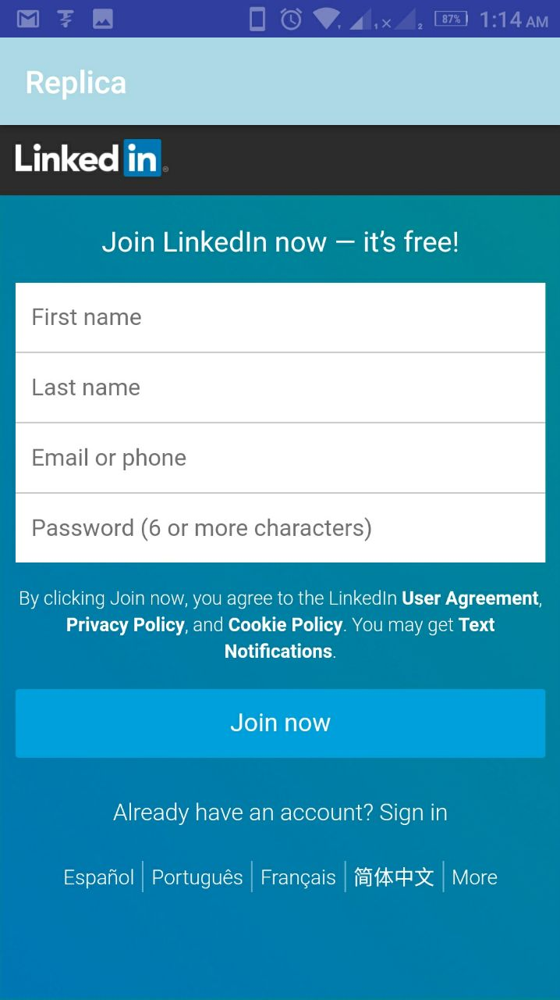 87% 1:14 AM
Replica
Linked in®
Join LinkedIn now — it’s free!
First name
Last name
Email or phone
Password (6 or more characters)
By clicking Join now, you agree to the LinkedIn User Agreement,
Privacy Policy, and Cookie Policy. You may get Text
Notifications.
Join now
Already have an account? Sign in
Español Português Français 简体中文 More